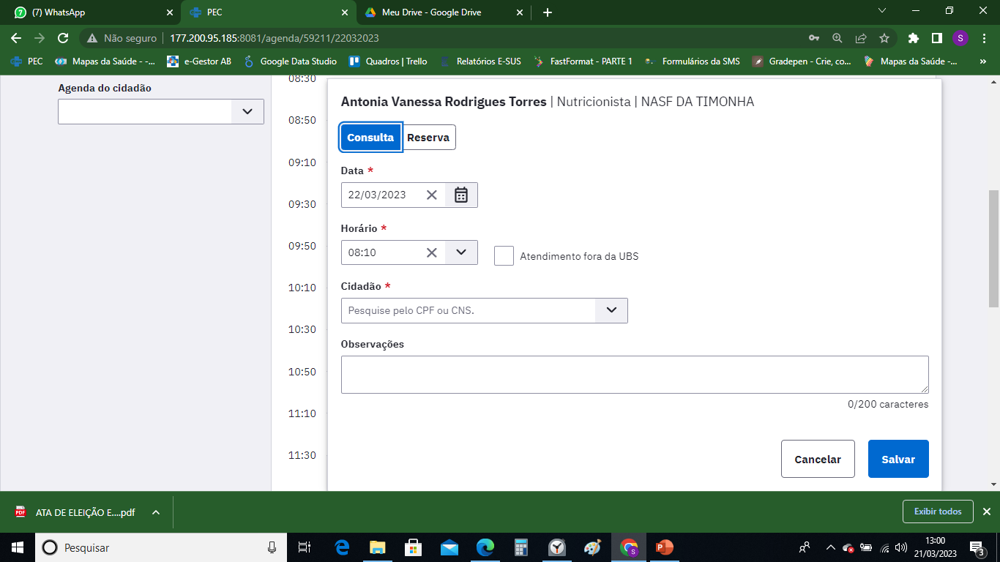 (7) WhatsApp
PEC
Meu Drive - Google Drive
Não seguro
177.200.95.185:8081/agenda/59211/22032023
S
PEC
Mapas da Saúde - -...
e-Gestor AB
Google Data Studio
Quadros | Trello
Relatórios E-SUS
FastFormat - PARTE 1
Formulários da SMS
Gradepen - Crie, co...
Mapas da Saúde -...
»
Agenda do cidadão
08:30
08:50
09:10
09:30
09:50
10:10
10:30
10:50
11:10
11:30
Antonia Vanessa Rodrigues Torres | Nutricionista | NASF DA TIMONHA
Consulta
Reserva
Data *
22/03/2023
Horário *
08:10
Atendimento fora da UBS
Cidadão *
Pesquise pelo CPF ou CNS.
Observações
0/200 caracteres
Cancelar
Salvar
PDF
ATA DE ELEIÇÃO E....pdf
Exibir todos
Pesquisar
13:00
21/03/2023
3